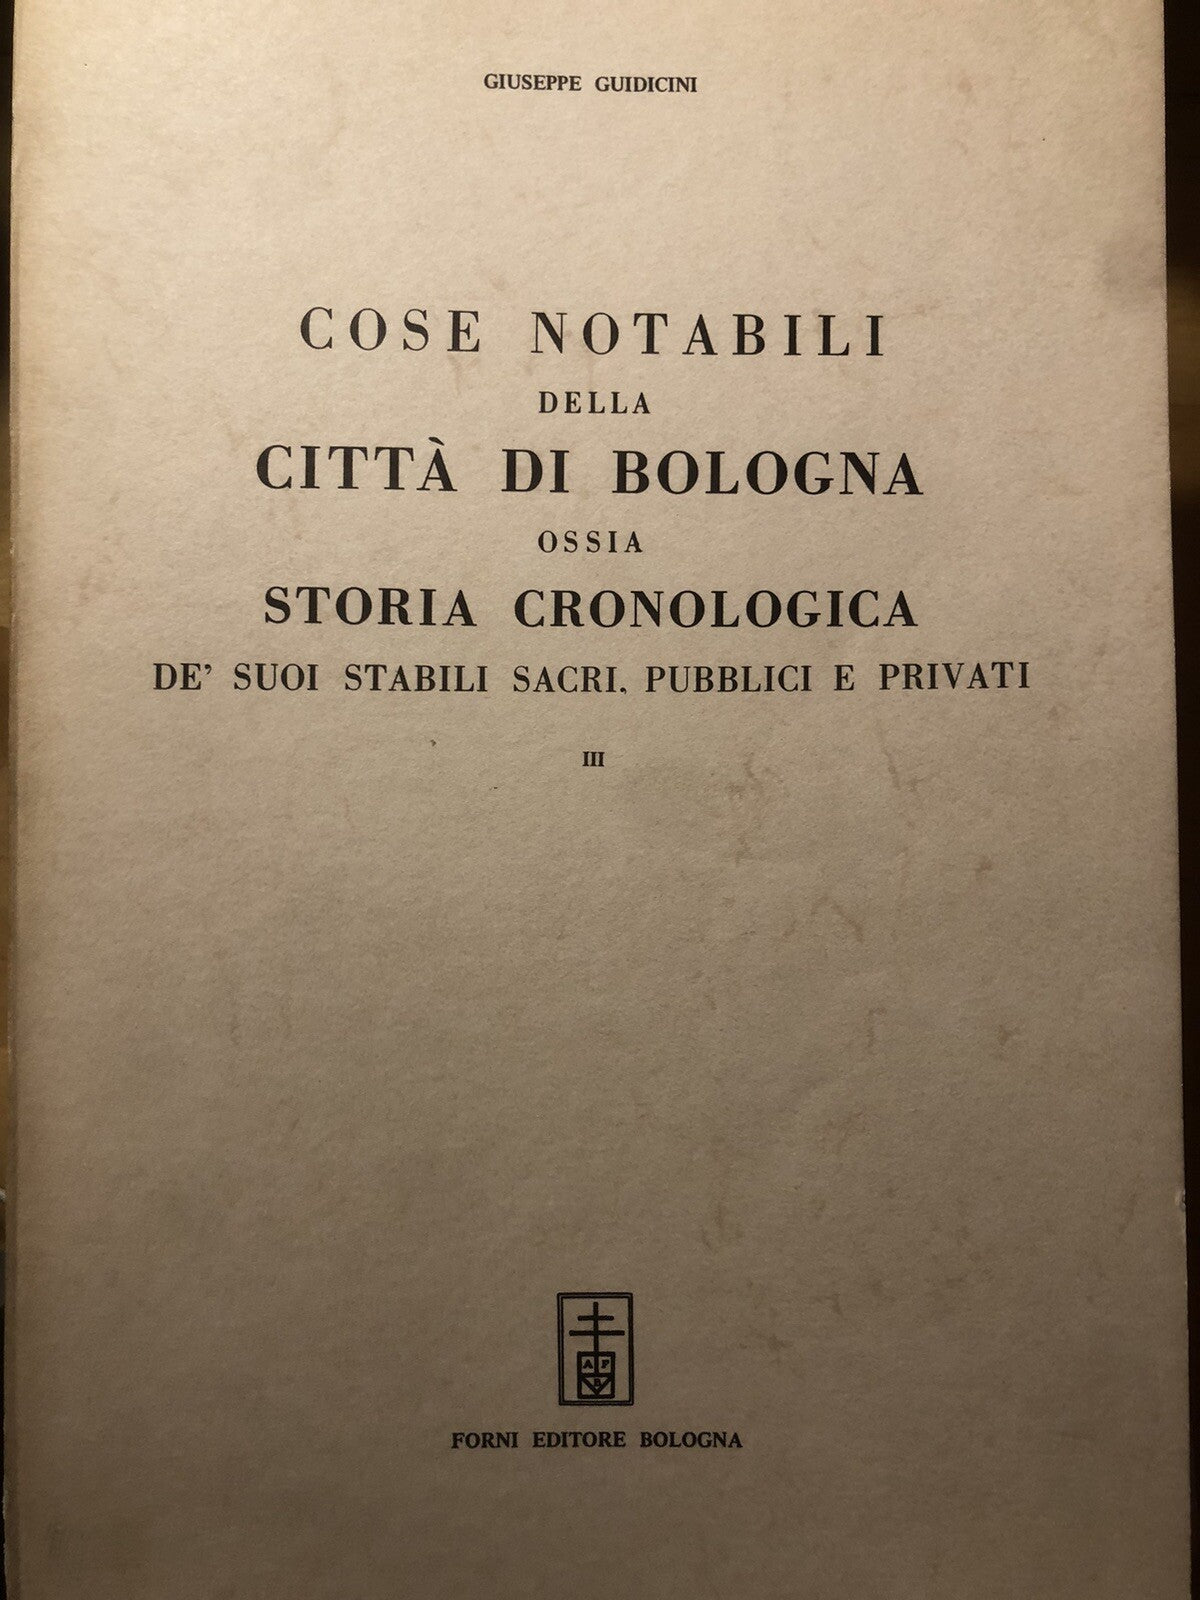 GIUSEPPE GUIDICINI
COSE NOTABILI
DELLA
CITTÀ DI BOLOGNA
OSSIA
STORIA CRONOLOGICA
DE' SUOI STABILI SACRI, PUBBLICI E PRIVATI
III
A F
B
FORNI EDITORE BOLOGNA